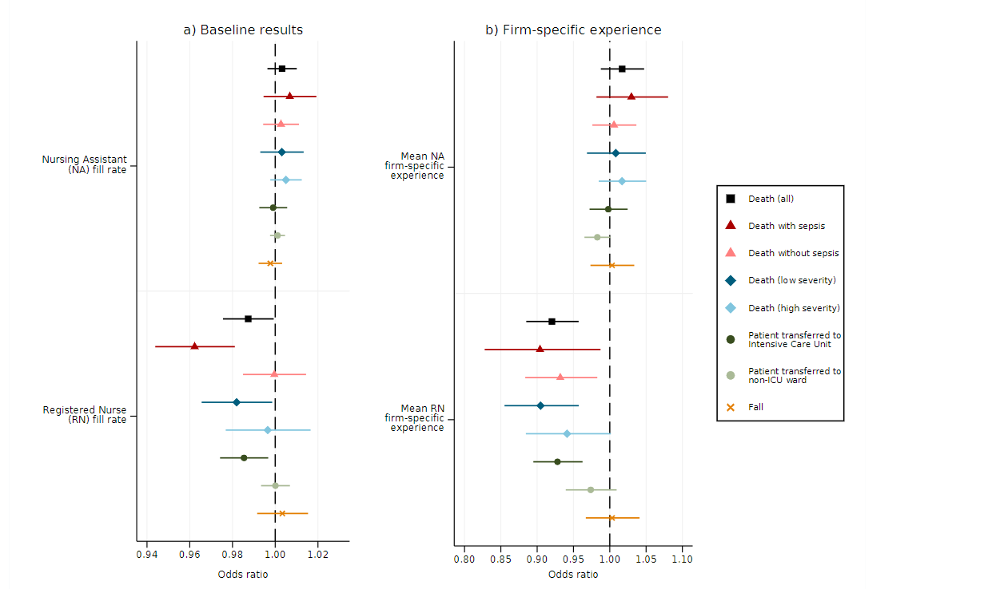 a) Baseline results
Nursing Assistant
(NA) fill rate
Registered Nurse
(RN) fill rate
0.94 0.96 0.98 1.00 1.02
Odds ratio
b) Firm-specific experience
Mean NA
firm-specific
experience
Mean RN
firm-specific
experience
0.80 0.85 0.90 0.95 1.00 1.05 1.10
Odds ratio
Death (all)
Death with sepsis
Death without sepsis
Death (low severity)
Death (high severity)
Patient transferred to
Intensive Care Unit
Patient transferred to
non-ICU ward
Fall